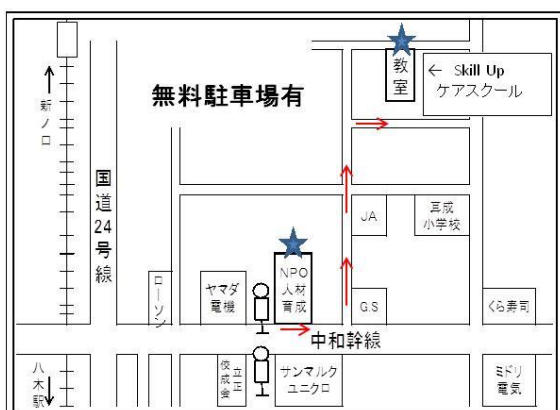 新ノ口
国道24号線
無料駐車場有
教室
← Skill Up
ケアスクール
JA
耳成
小学校
ローソン
ヤマダ
電機
NPO
人材
育成
G.S
くら寿司
中和幹線
八木駅
立正
佼成会
サンマルク
ユニクロ
ミドリ
電気